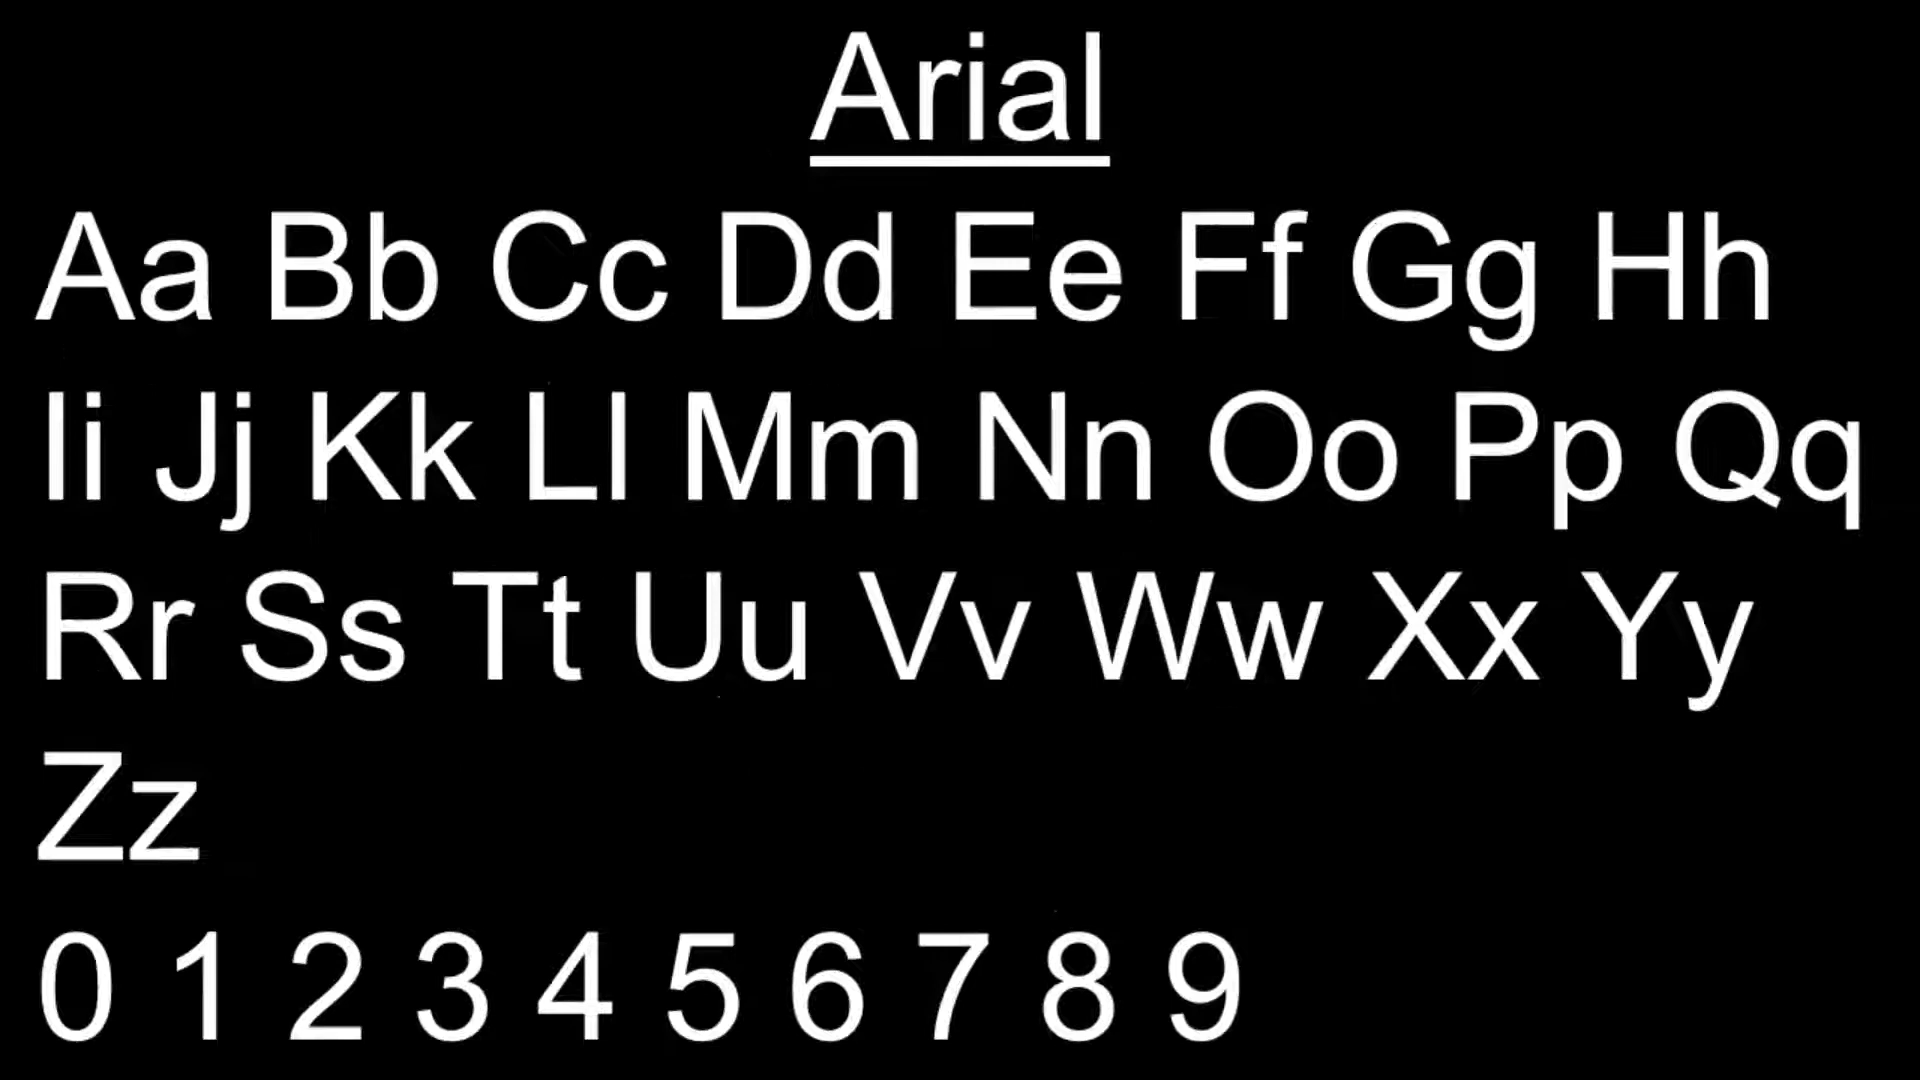 Arial
Aa Bb Cc Dd Ee Ff Gg Hh
Ii Jj Kk Ll Mm Nn Oo Pp Qq
Rr Ss Tt Uu Vv Ww Xx Yy
Zz
0 1 2 3 4 5 6 7 8 9